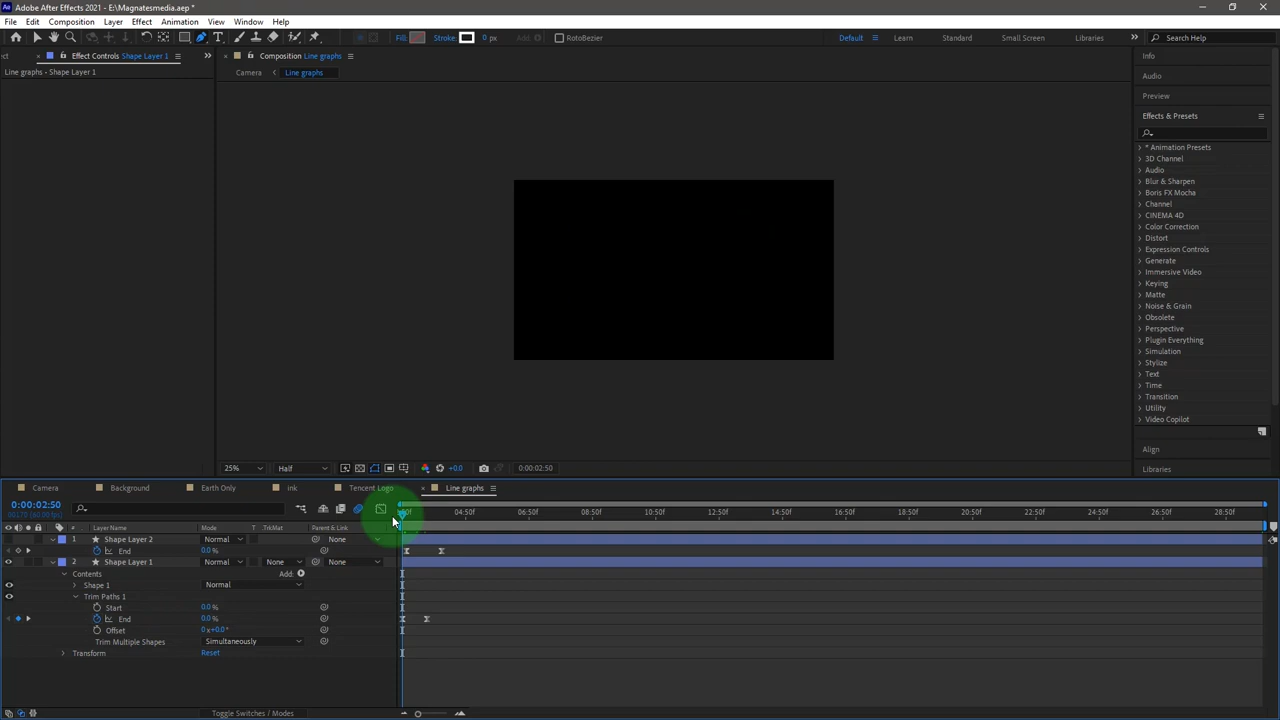 Adobe After Effects 2021 - E:\Magnatesmedia.aep *
File Edit Composition Layer Effect Animation View Window Help
Fill: Stroke: 0 px Add: RotoBezier Default Learn Standard Small Screen Libraries Search Help
Effect Controls Shape Layer 1 Composition Line graphs Info
Line graphs - Shape Layer 1 Camera Line graphs
Audio
Preview
Effects & Presets
* Animation Presets
3D Channel
Audio
Blur & Sharpen
Boris FX Mocha
Channel
CINEMA 4D
Color Correction
Distort
Expression Controls
Generate
Immersive Video
Keying
Matte
Noise & Grain
Obsolete
Perspective
Plugin Everything
Simulation
Stylize
Text
Time
Transition
Utility
Video Copilot
Align
Libraries
25% Half +0.0 0:00:02:50
Camera Background Earth Only ink Tencent Logo Line graphs
0:00:02:50
04:50f 06:50f 08:50f 10:50f 12:50f 14:50f 16:50f 18:50f 20:50f 22:50f 24:50f 26:50f 28:50f
# Layer Name Mode T .TrkMat Parent & Link
1 Shape Layer 2 Normal None
End 0.0 %
2 Shape Layer 1 Normal None None
Contents Add:
Shape 1 Normal
Trim Paths 1
Start 0.0 %
End 0.0 %
Offset 0 x+0.0°
Trim Multiple Shapes Simultaneously
Transform Reset
Toggle Switches / Modes